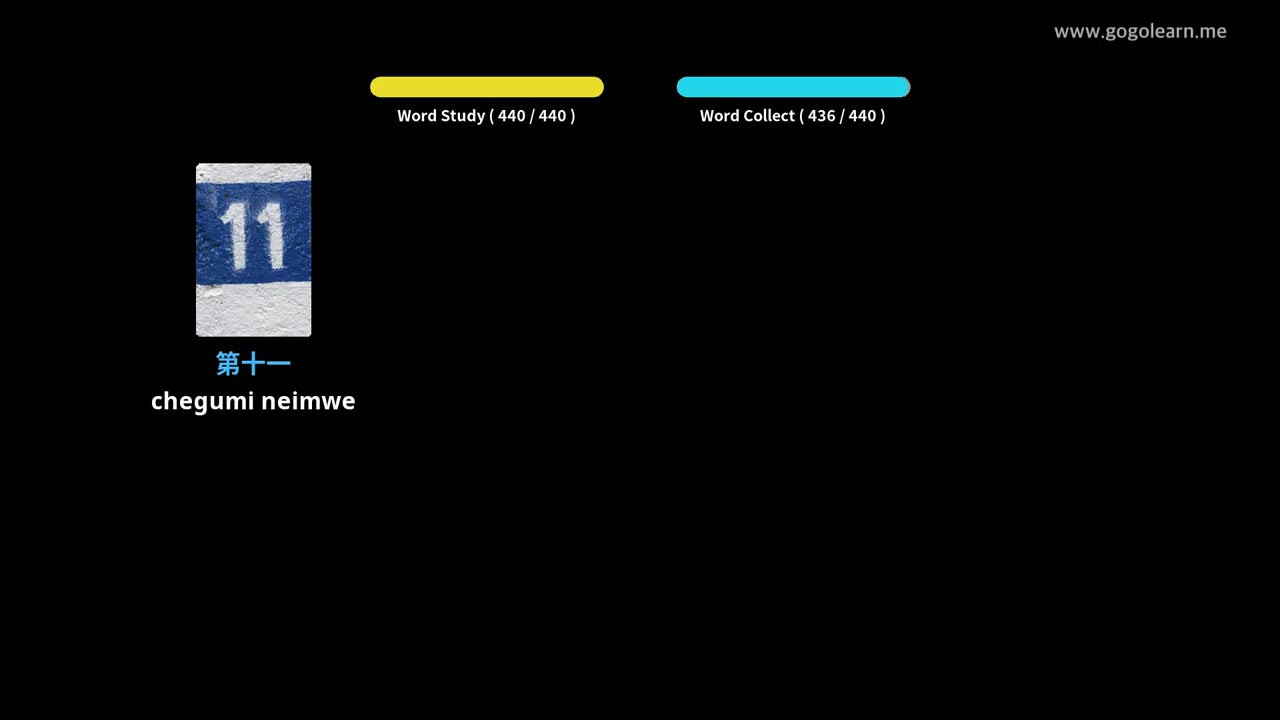 www.gogolearn.me
Word Study ( 440 / 440 )
Word Collect ( 436 / 440 )
11
第十一
chegumi neimwe